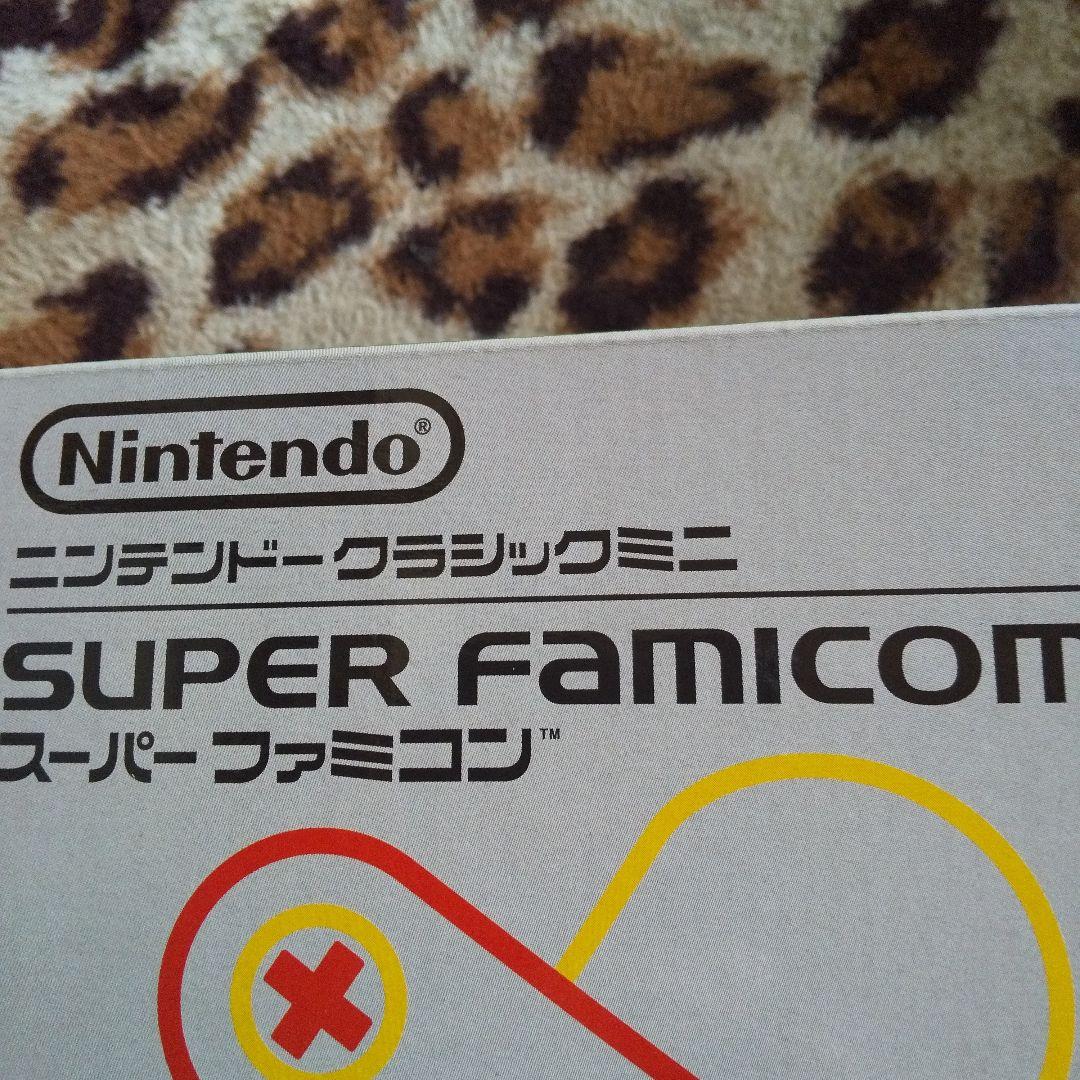 Nintendo®
ニンテンドークラシックミニ
SUPER FAMICOM
スーパーファミコン™